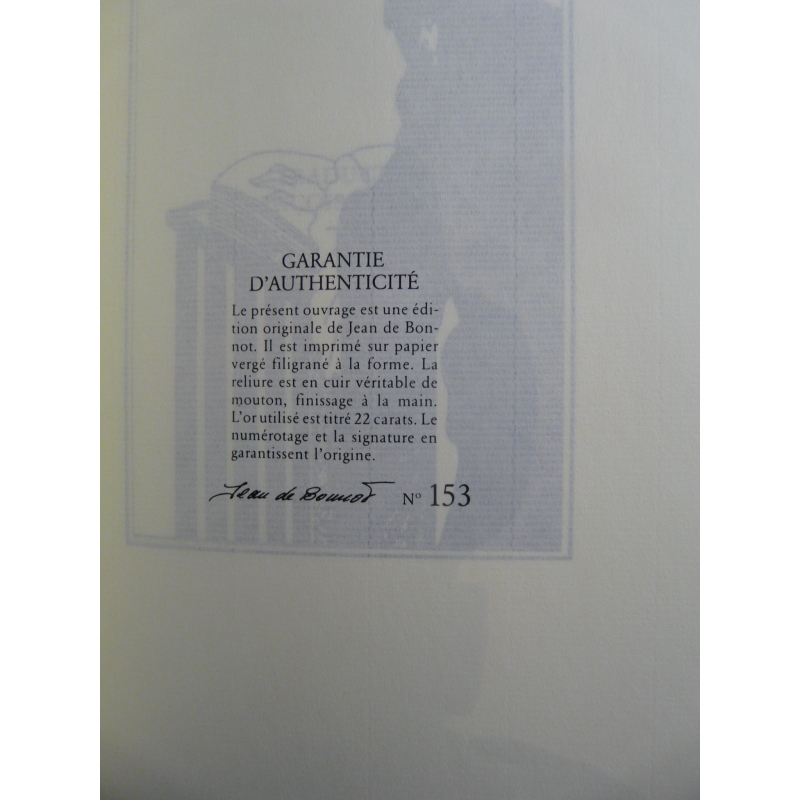 GARANTIE
D'AUTHENTICITÉ
Le présent ouvrage est une édi-
tion originale de Jean de Bon-
not. Il est imprimé sur papier
vergé filigrané à la forme. La
reliure est en cuir véritable de
mouton, finissage à la main.
L'or utilisé est titré 22 carats. Le
numérotage et la signature en
garantissent l'origine.
Jean de Bonnot N° 153